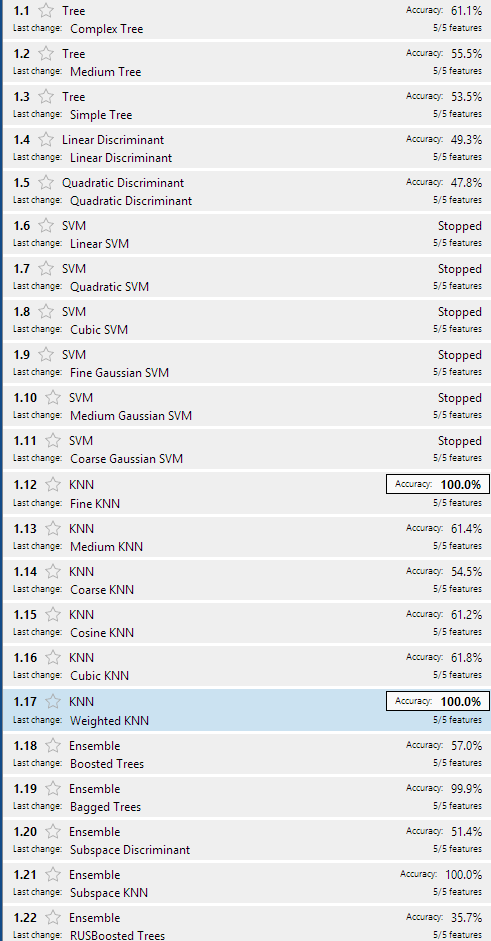 1.1 Tree Accuracy: 61.1%
Last change: Complex Tree 5/5 features
1.2 Tree Accuracy: 55.5%
Last change: Medium Tree 5/5 features
1.3 Tree Accuracy: 53.5%
Last change: Simple Tree 5/5 features
1.4 Linear Discriminant Accuracy: 49.3%
Last change: Linear Discriminant 5/5 features
1.5 Quadratic Discriminant Accuracy: 47.8%
Last change: Quadratic Discriminant 5/5 features
1.6 SVM Stopped
Last change: Linear SVM 5/5 features
1.7 SVM Stopped
Last change: Quadratic SVM 5/5 features
1.8 SVM Stopped
Last change: Cubic SVM 5/5 features
1.9 SVM Stopped
Last change: Fine Gaussian SVM 5/5 features
1.10 SVM Stopped
Last change: Medium Gaussian SVM 5/5 features
1.11 SVM Stopped
Last change: Coarse Gaussian SVM 5/5 features
1.12 KNN Accuracy: 100.0%
Last change: Fine KNN 5/5 features
1.13 KNN Accuracy: 61.4%
Last change: Medium KNN 5/5 features
1.14 KNN Accuracy: 54.5%
Last change: Coarse KNN 5/5 features
1.15 KNN Accuracy: 61.2%
Last change: Cosine KNN 5/5 features
1.16 KNN Accuracy: 61.8%
Last change: Cubic KNN 5/5 features
1.17 KNN Accuracy: 100.0%
Last change: Weighted KNN 5/5 features
1.18 Ensemble Accuracy: 57.0%
Last change: Boosted Trees 5/5 features
1.19 Ensemble Accuracy: 99.9%
Last change: Bagged Trees 5/5 features
1.20 Ensemble Accuracy: 51.4%
Last change: Subspace Discriminant 5/5 features
1.21 Ensemble Accuracy: 100.0%
Last change: Subspace KNN 5/5 features
1.22 Ensemble Accuracy: 35.7%
Last change: RUSBoosted Trees 5/5 features